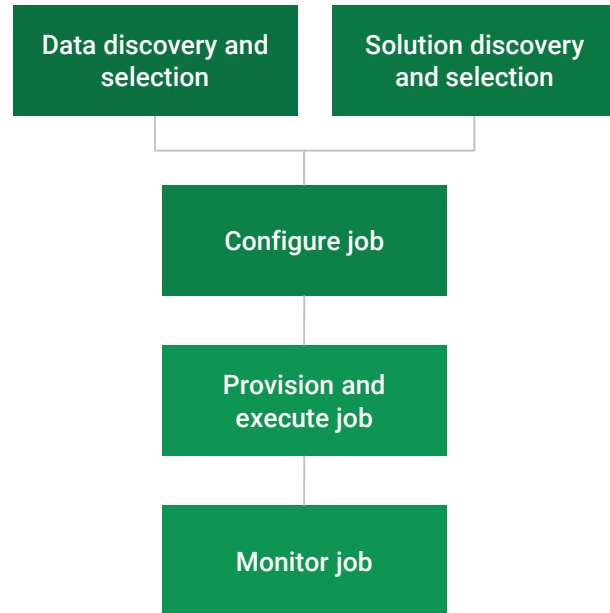 Data discovery and
selection
Solution discovery
and selection
Configure job
Provision and
execute job
Monitor job